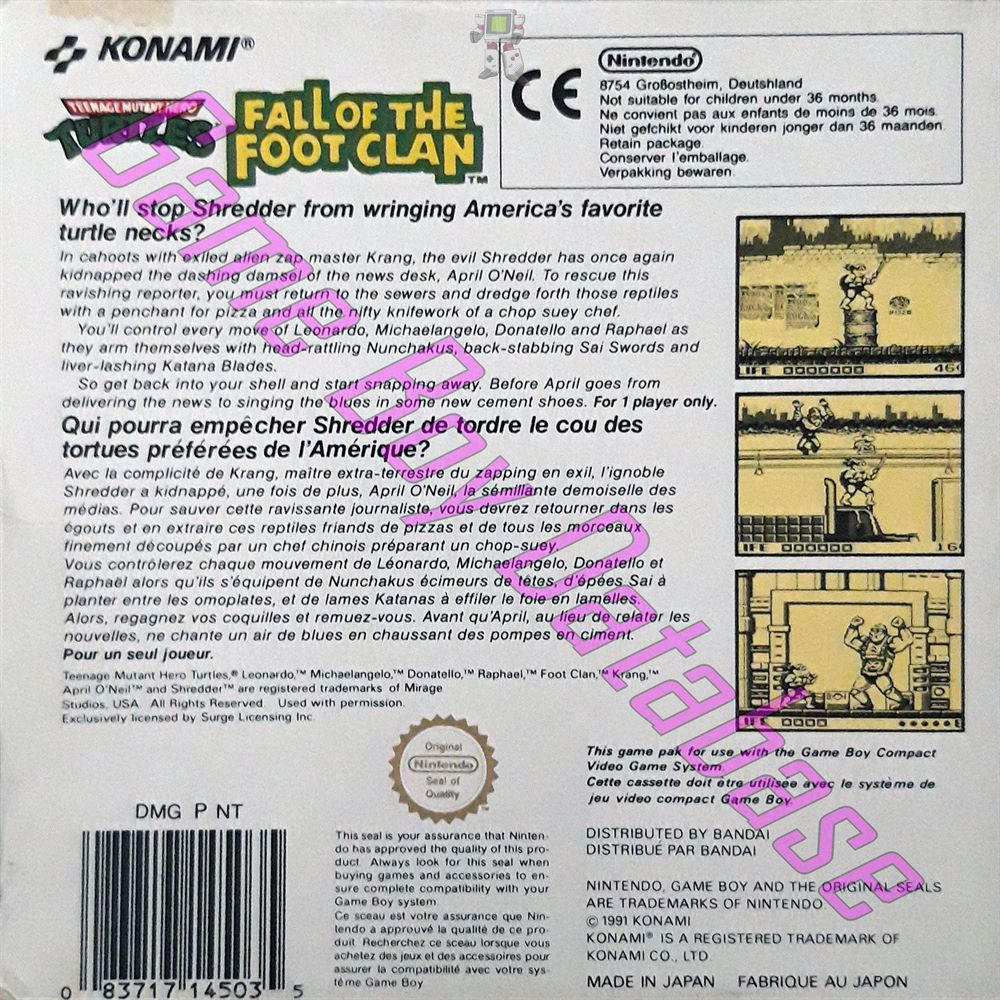 KONAMI®
TEENAGE MUTANT HERO
TURTLES
FALL OF THE
FOOT CLAN™
CE
Nintendo®
8754 Großostheim, Deutshland
Not suitable for children under 36 months.
Ne convient pas aux enfants de moins de 36 mois.
Niet gefchikt voor kinderen jonger dan 36 maanden.
Retain package.
Conserver l'emballage.
Verpakking bewaren.
Who'll stop Shredder from wringing America's favorite
turtle necks?
In cahoots with exiled alien zap master Krang, the evil Shredder has once again
kidnapped the dashing damsel of the news desk, April O'Neil. To rescue this
ravishing reporter, you must return to the sewers and dredge forth those reptiles
with a penchant for pizza and all the nifty knifework of a chop suey chef.
You'll control every move of Leonardo, Michaelangelo, Donatello and Raphael as
they arm themselves with head-rattling Nunchakus, back-stabbing Sai Swords and
liver-lashing Katana Blades.
So get back into your shell and start snapping away. Before April goes from
delivering the news to singing the blues in some new cement shoes. For 1 player only.
Qui pourra empêcher Shredder de tordre le cou des
tortues préférées de l'Amérique?
Avec la complicité de Krang, maître extra-terrestre du zapping en exil, l'ignoble
Shredder a kidnappé, une fois de plus, April O'Neil, la sémillante demoiselle des
médias. Pour sauver cette ravissante journaliste, vous devrez retourner dans les
égouts et en extraire ces reptiles friands de pizzas et de tous les morceaux
finement découpés par un chef chinois préparant un chop-suey.
Vous contrôlerez chaque mouvement de Léonardo, Michaelangelo, Donatello et
Raphaël alors qu'ils s'équipent de Nunchakus écimeurs de têtes, d'épées Sai à
planter entre les omoplates, et de lames Katanas à effiler le foie en lamelles.
Alors, regagnez vos coquilles et remuez-vous. Avant qu'April, au lieu de relater les
nouvelles, ne chante un air de blues en chaussant des pompes en ciment.
Pour un seul joueur.
Teenage Mutant Hero Turtles,® Leonardo,™ Michaelangelo,™ Donatello,™ Raphael,™ Foot Clan,™ Krang,™
April O'Neil™ and Shredder™ are registered trademarks of Mirage
Studios, USA. All Rights Reserved. Used with permission.
Exclusively licensed by Surge Licensing Inc.
LIFE 0000000 46
LIFE 000000 16
LIFE 0000
Original
Nintendo
Seal of
Quality
This game pak for use with the Game Boy Compact
Video Game System.
Cette cassette doit être utilisée avec le système de
jeu video compact Game Boy.
DISTRIBUTED BY BANDAI
DISTRIBUÉ PAR BANDAI
NINTENDO, GAME BOY AND THE ORIGINAL SEALS
ARE TRADEMARKS OF NINTENDO.
© 1991 KONAMI
KONAMI® IS A REGISTERED TRADEMARK OF
KONAMI CO., LTD.
MADE IN JAPAN FABRIQUE AU JAPON
This seal is your assurance that Ninten-
do has approved the quality of this pro-
duct. Always look for this seal when
buying games and accessories to en-
sure complete compatibility with your
Game Boy system
Ce sceau est votre assurance que Nin-
tendo a approuvé la qualité de ce pro-
duit. Recherchez ce sceau lorsque vous
achetez des jeux et des accessoires pour
assurer la compatibilité avec votre sys-
tème Game Boy
DMG P NT
0 83717 14503 5
Game Boy Database